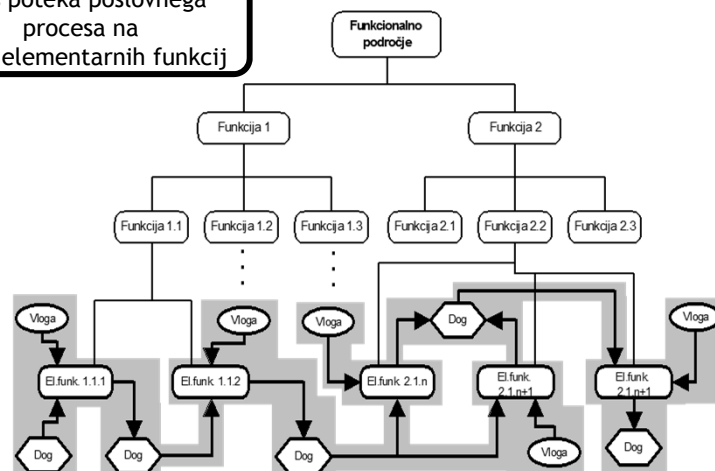 poteka poslovnega
procesa na
elementarnih funkcij
Funkcionalno
področje
Funkcija 1
Funkcija 2
Funkcija 1.1
Funkcija 1.2
Funkcija 1.3
Funkcija 2.1
Funkcija 2.2
Funkcija 2.3
Vloga
Vloga
Vloga
Dog
Vloga
El.funk. 1.1.1
El.funk 1.1.2
El.funk 2.1.n
El.funk.
2.1.n+1
El.funk
2.1.n+1
Dog
Dog
Dog
Vloga
Dog